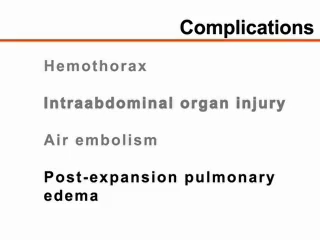 Complications
Hemothorax
Intraabdominal organ injury
Air embolism
Post-expansion pulmonary
edema